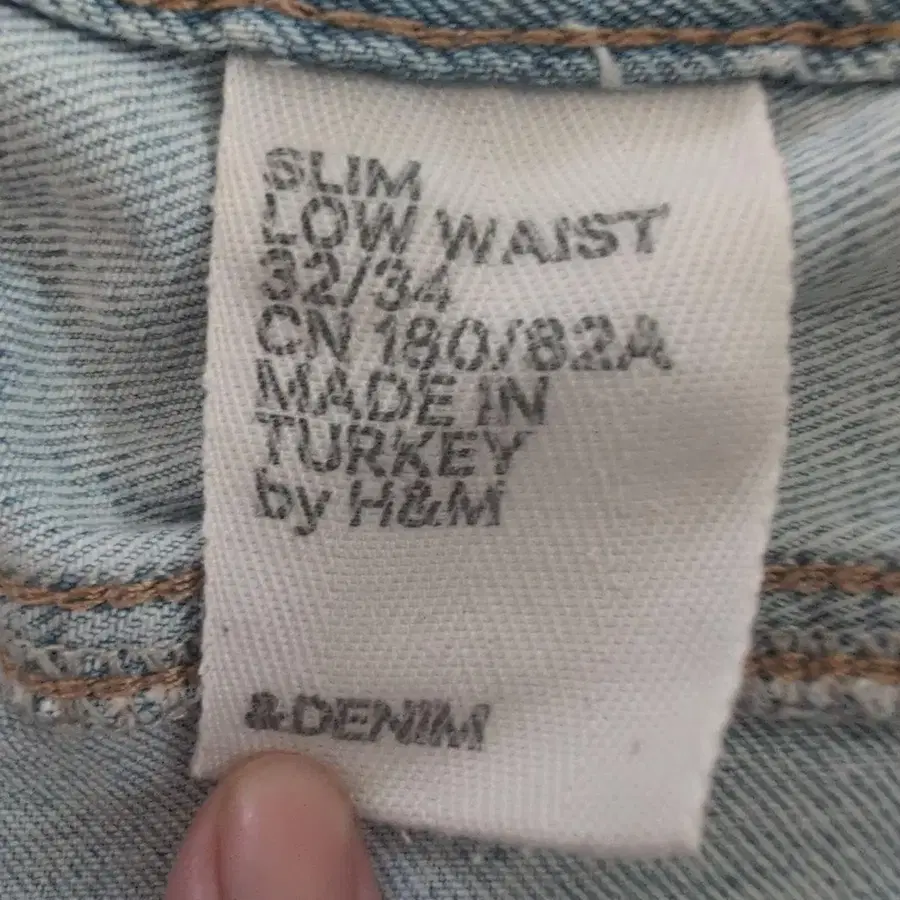 SLIM
LOW WAIST
32/34
CN 180/82A
MADE IN
TURKEY
by H&M
&DENIM